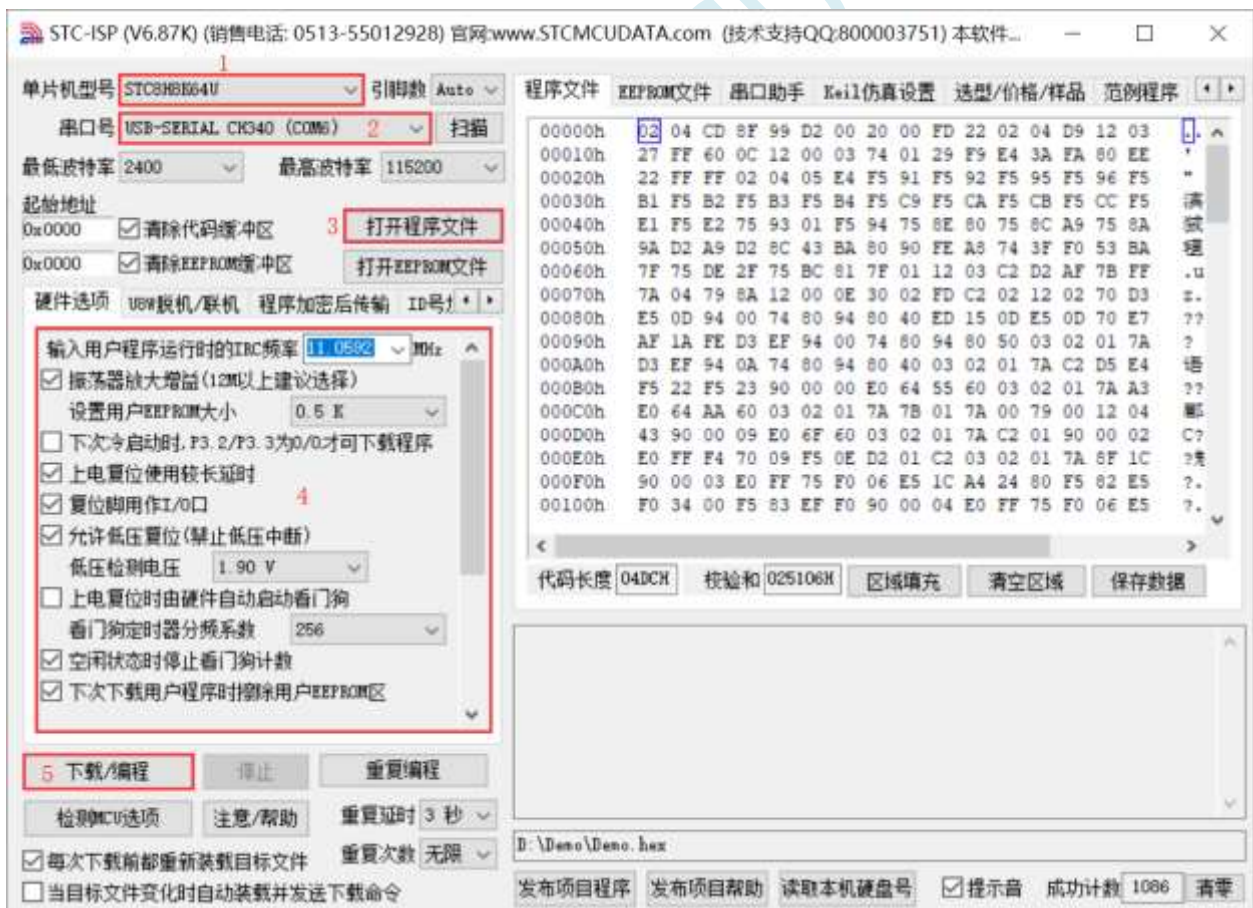 STC-ISP (V6.87K) (销售电话: 0513-55012928) 官网:www.STCMCUDATA.com (技术支持QQ:800003751) 本软件...
1
单片机型号 STC8H8K64U 引脚数 Auto
串口号 USB-SERIAL CH340 (COM6) 2 扫描
最低波特率 2400 最高波特率 115200
起始地址
0x0000 清除代码缓冲区 3 打开程序文件
0x0000 清除EEPROM缓冲区 打开EEPROM文件
硬件选项 U8W脱机/联机 程序加密后传输
输入用户程序运行时的IRC频率 11.0592 MHz
振荡器放大增益(12M以上建议选择)
设置用户EEPROM大小 0.5 K
下次冷启动时,P3.2/P3.3为0/0才可下载程序
上电复位使用较长延时
复位脚用作I/O口 4
允许低压复位(禁止低压中断)
低压检测电压 1.90 V
上电复位时由硬件自动启动看门狗
看门狗定时器分频系数 256
空闲状态时停止看门狗计数
下次下载用户程序时擦除用户EEPROM区
5 下载/编程 停止 重复编程
检测MCU选项 注意/帮助 重复延时 3 秒
每次下载前都重新装载目标文件 重复次数 无限
当目标文件变化时自动装载并发送下载命令
程序文件 EEPROM文件 串口助手 Keil仿真设置 选型/价格/样品 范例程序
00000h 02 04 CD 8F 99 D2 00 20 00 FD 22 02 04 D9 12 03
00010h 27 FF 60 0C 12 00 03 74 01 29 F9 E4 3A FA 80 EE
00020h 22 FF FF 02 04 05 E4 F5 91 F5 92 F5 95 F5 96 F5
00030h B1 F5 B2 F5 B3 F5 B4 F5 C9 F5 CA F5 CB F5 CC F5
00040h E1 F5 E2 75 93 01 F5 94 75 8E 80 75 8C A9 75 8A
00050h 9A D2 A9 D2 8C 43 BA 80 90 FE A8 74 3F F0 53 BA
00060h 7F 75 DE 2F 75 BC 81 7F 01 12 03 C2 D2 AF 7B FF
00070h 7A 04 79 8A 12 00 0E 30 02 FD C2 02 12 02 70 D3
00080h E5 0D 94 00 74 80 94 80 40 ED 15 0D E5 0D 70 E7
00090h AF 1A FE D3 EF 94 00 74 80 94 80 50 03 02 01 7A
000A0h D3 EF 94 0A 74 80 94 80 40 03 02 01 7A C2 D5 E4
000B0h F5 22 F5 23 90 00 00 E0 64 55 60 03 02 01 7A A3
000C0h E0 64 AA 60 03 02 01 7A 7B 01 7A 00 79 00 12 04
000D0h 43 90 00 09 E0 6F 60 03 02 01 7A C2 01 90 00 02
000E0h E0 FF F4 70 09 F5 0E D2 01 C2 03 02 01 7A 8F 1C
000F0h 90 00 03 E0 FF 75 F0 06 E5 1C A4 24 80 F5 82 E5
00100h F0 34 00 F5 83 EF F0 90 00 04 E0 FF 75 F0 06 E5
代码长度 04DCH 校验和 025106H 区域填充 清空区域 保存数据
D:\Demo\Demo.hex
发布项目程序 发布项目帮助 读取本机硬盘号 提示音 成功计数 1086 清零